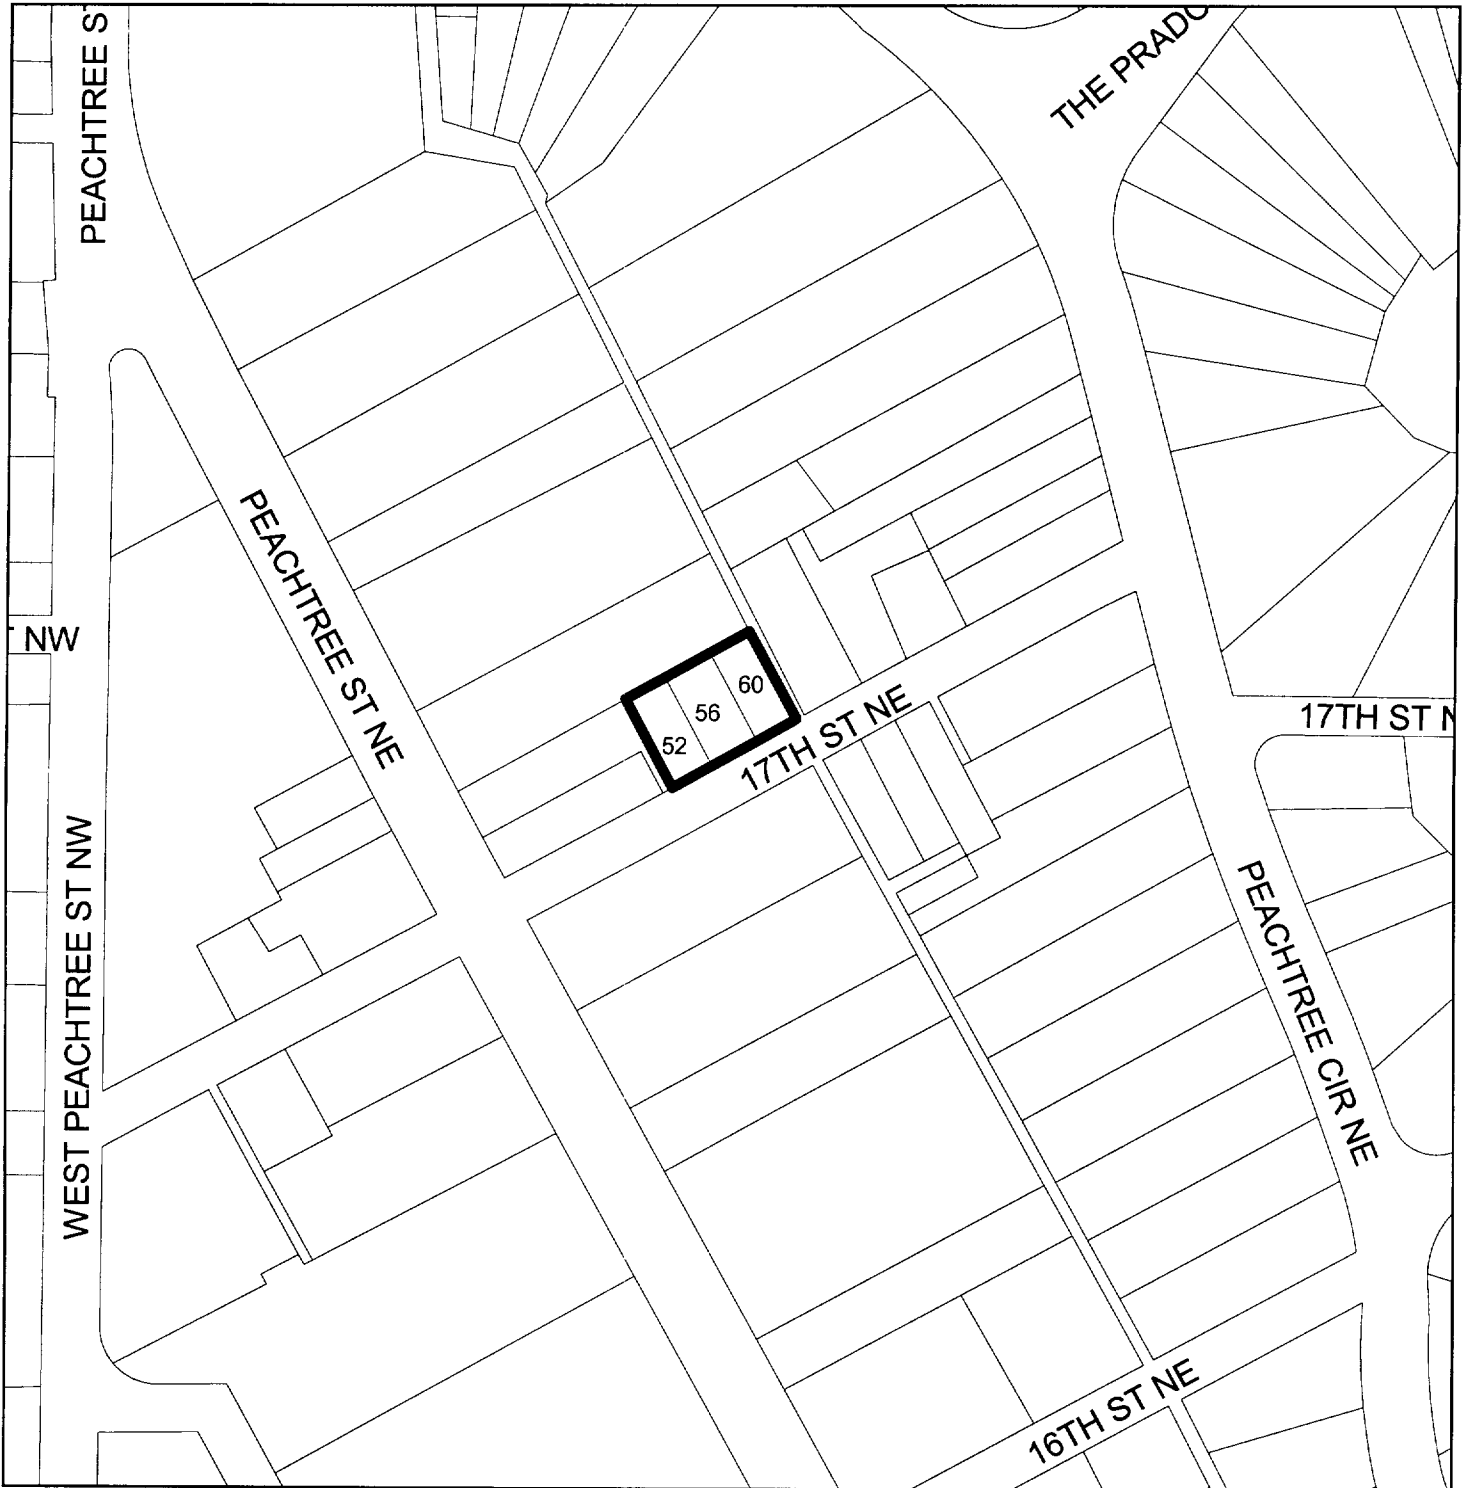 PEACHTREE S
THE PRADO
PEACHTREE ST NE
NW
60
56
52
17TH ST NE
17TH ST N
WEST PEACHTREE ST NW
PEACHTREE CIR NE
16TH ST NE